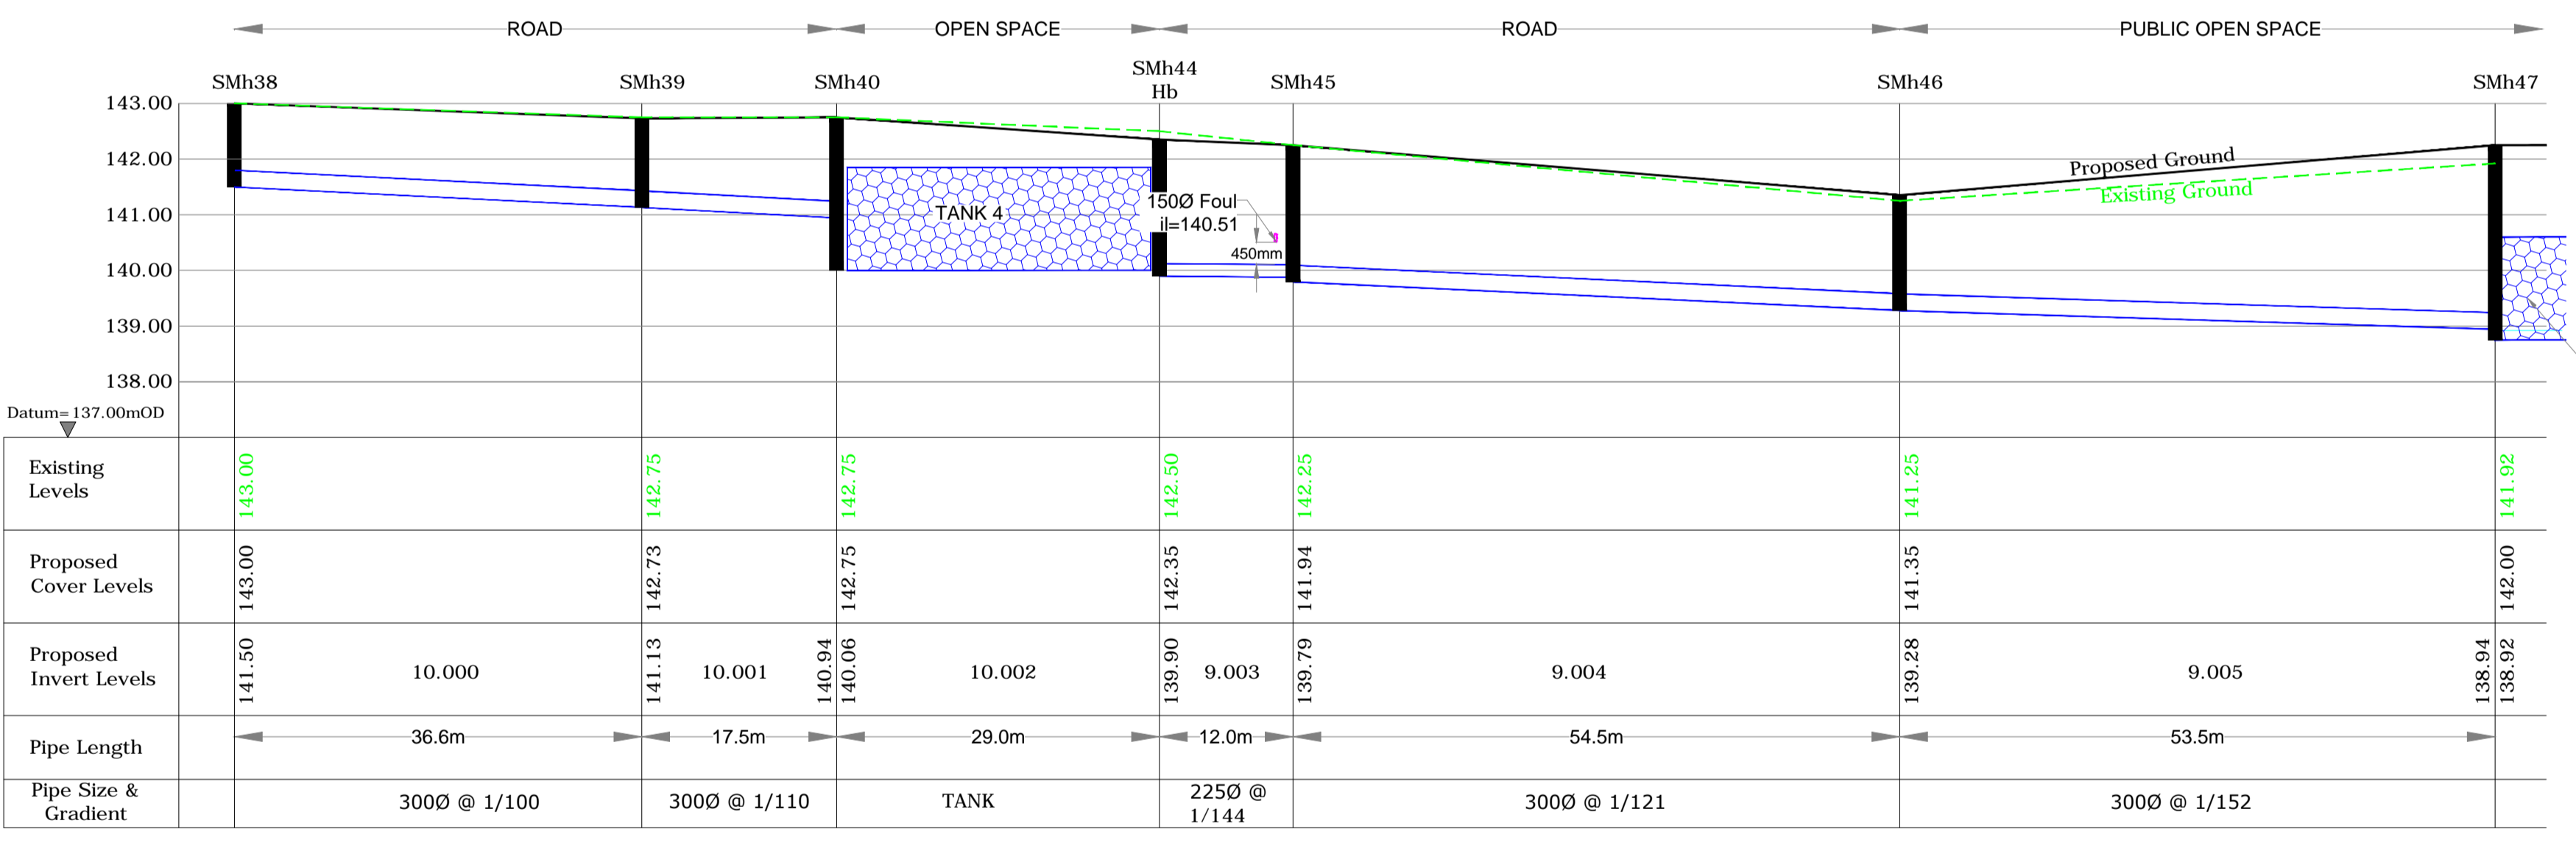 ROAD OPEN SPACE ROAD PUBLIC OPEN SPACE
SMh38 SMh39 SMh40 SMh44 SMh45 SMh46 SMh47
Hb
143.00
142.00
141.00
140.00
139.00
138.00
Proposed Ground
Existing Ground
TANK 4
150Ø Foul
il=140.51
450mm
Datum=137.00mOD
Existing
Levels
143.00 142.75 142.75 142.50 142.25 141.25 141.92
Proposed
Cover Levels
143.00 142.73 142.75 142.35 141.94 141.35 142.00
Proposed
Invert Levels
141.50 10.000 141.13 10.001 140.94 140.06 10.002 139.90 9.003 139.79 9.004 139.28 9.005 138.94 138.92
Pipe Length
36.6m 17.5m 29.0m 12.0m 54.5m 53.5m
Pipe Size &
Gradient
300Ø @ 1/100 300Ø @ 1/110 TANK
225Ø @
1/144
300Ø @ 1/121 300Ø @ 1/152